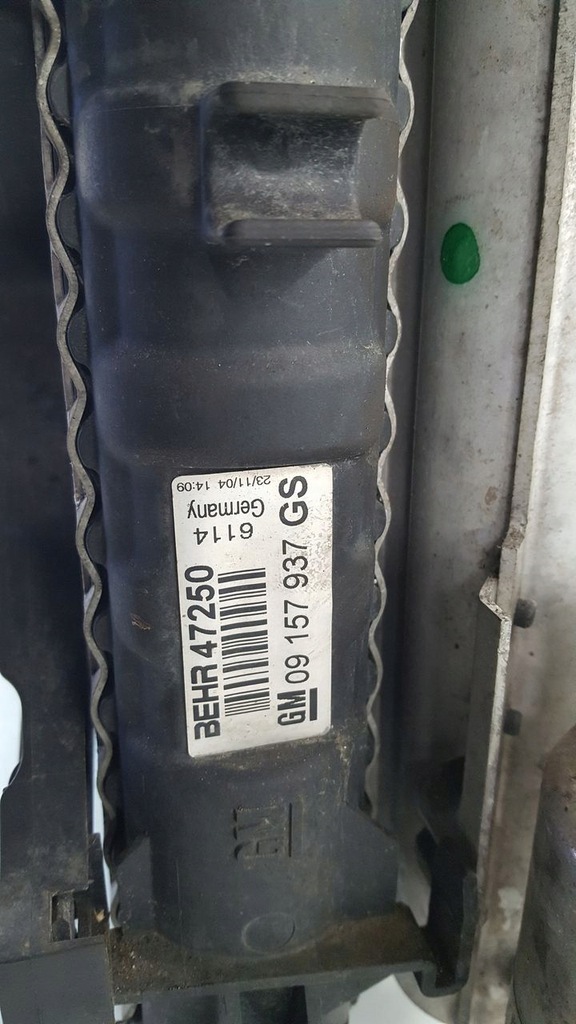 BEHR 47250
GM 09 157 937 GS
6114
Germany
23/11/04 14:09
GM